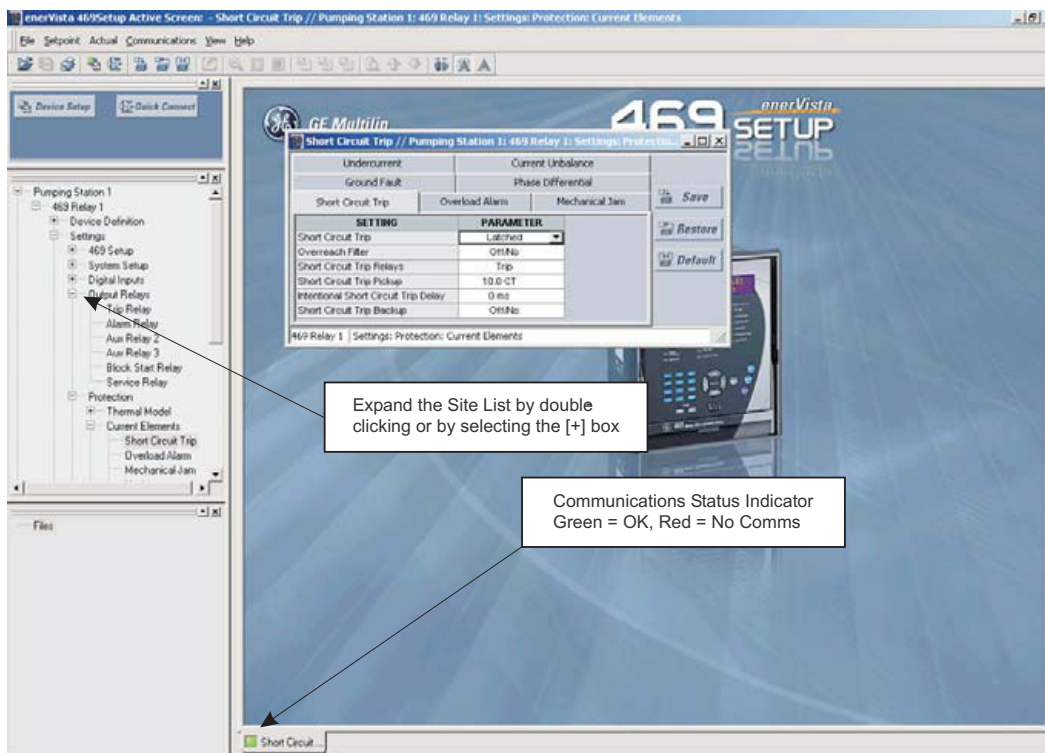 enerVista 469Setup Active Screen: - Short Circuit Trip // Pumping Station 1: 469 Relay 1: Settings: Protection: Current Elements
File Setpoint Actual Communications View Help
Device Setup Quick Connect
GE Multilin
469 enerVista
SETUP
Short Circuit Trip // Pumping Station 1: 469 Relay 1: Settings: Protectio...
Undercurrent Current Unbalance
Ground Fault Phase Differential
Short Circuit Trip Overload Alarm Mechanical Jam
SETTING PARAMETER
Short Circuit Trip Latched
Overreach Filter Off/No
Short Circuit Trip Relays Trip
Short Circuit Trip Pickup 10.0 CT
Intentional Short Circuit Trip Delay 0 ms
Short Circuit Trip Backup Off/No
Save
Restore
Default
469 Relay 1 Settings: Protection: Current Elements
Pumping Station 1
469 Relay 1
Device Definition
Settings
469 Setup
System Setup
Digital Inputs
Output Relays
Trip Relay
Alarm Relay
Aux Relay 2
Aux Relay 3
Block Start Relay
Service Relay
Protection
Thermal Model
Current Elements
Short Circuit Trip
Overload Alarm
Mechanical Jam
Files
Expand the Site List by double
clicking or by selecting the [+] box
Communications Status Indicator
Green = OK, Red = No Comms
Short Circuit ...